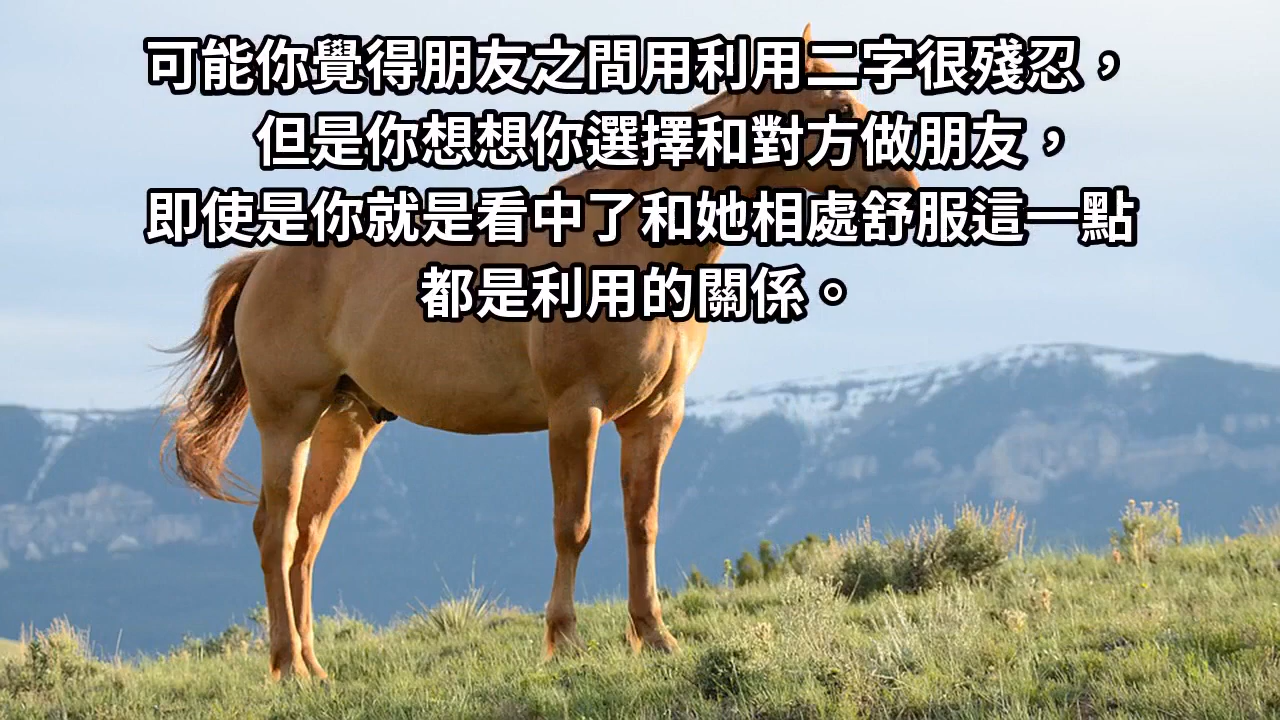 可能你覺得朋友之間用利用二字很殘忍，
但是你想想你選擇和對方做朋友，
即使是你就是看中了和她相處舒服這一點
都是利用的關係。